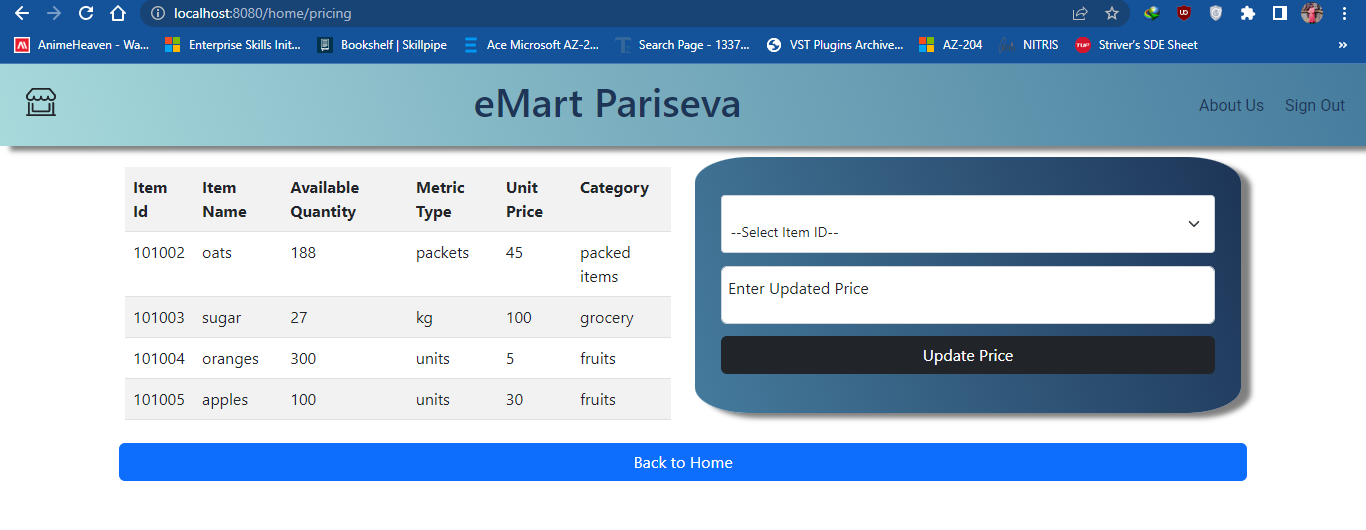 localhost:8080/home/pricing
AnimeHeaven - Wa...
Enterprise Skills Init...
Bookshelf | Skillpipe
Ace Microsoft AZ-2...
Search Page - 1337...
VST Plugins Archive...
AZ-204
NITRIS
Striver's SDE Sheet
»
eMart Pariseva
About Us
Sign Out
Item Id Item Name Available Quantity Metric Type Unit Price Category
101002 oats 188 packets 45 packed items
101003 sugar 27 kg 100 grocery
101004 oranges 300 units 5 fruits
101005 apples 100 units 30 fruits
--Select Item ID--
Enter Updated Price
Update Price
Back to Home